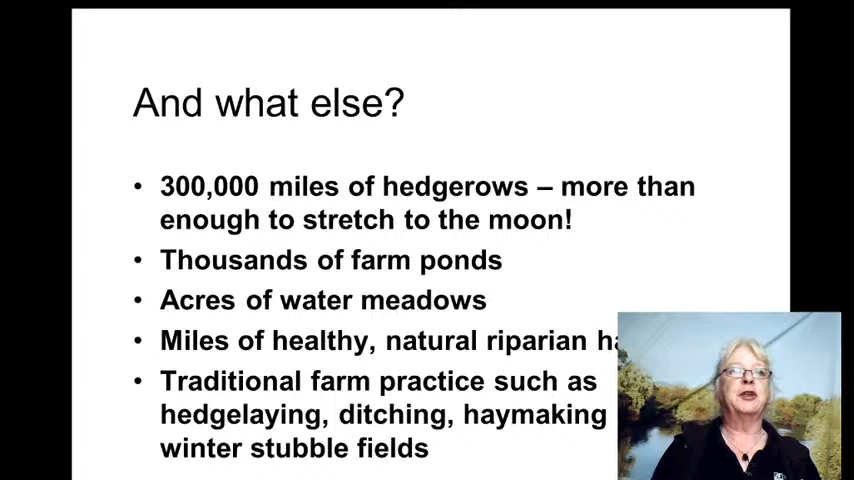 And what else?
• 300,000 miles of hedgerows – more than
enough to stretch to the moon!
• Thousands of farm ponds
• Acres of water meadows
• Miles of healthy, natural riparian
• Traditional farm practice such as
hedgelaying, ditching, haymaking
winter stubble fields